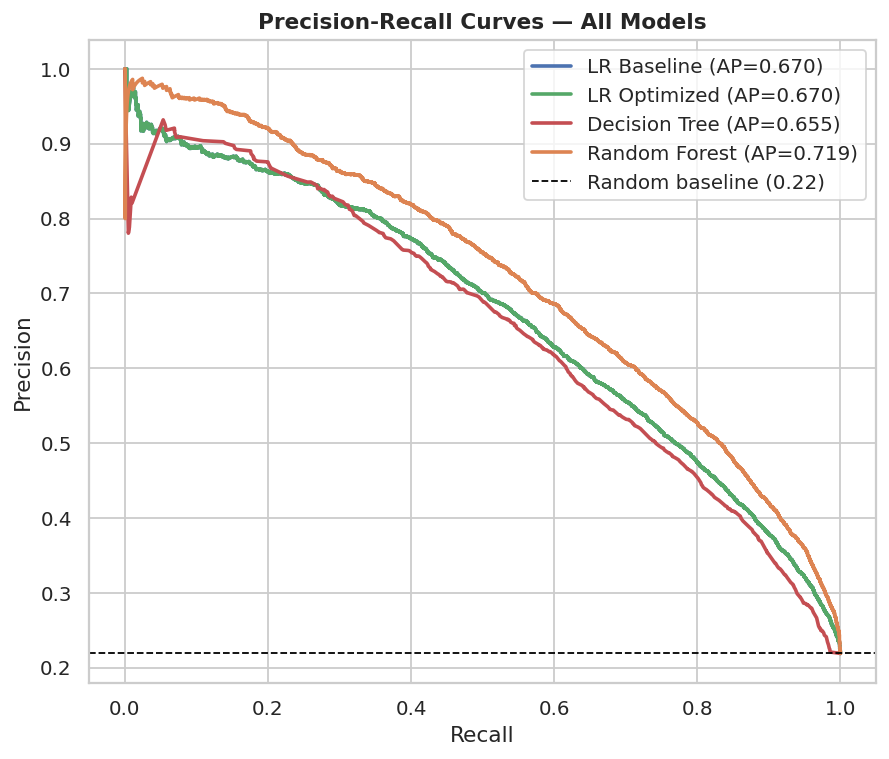 Precision-Recall Curves — All Models
LR Baseline (AP=0.670)
LR Optimized (AP=0.670)
Decision Tree (AP=0.655)
Random Forest (AP=0.719)
Random baseline (0.22)
Precision
1.0
0.9
0.8
0.7
0.6
0.5
0.4
0.3
0.2
0.0 0.2 0.4 0.6 0.8 1.0
Recall